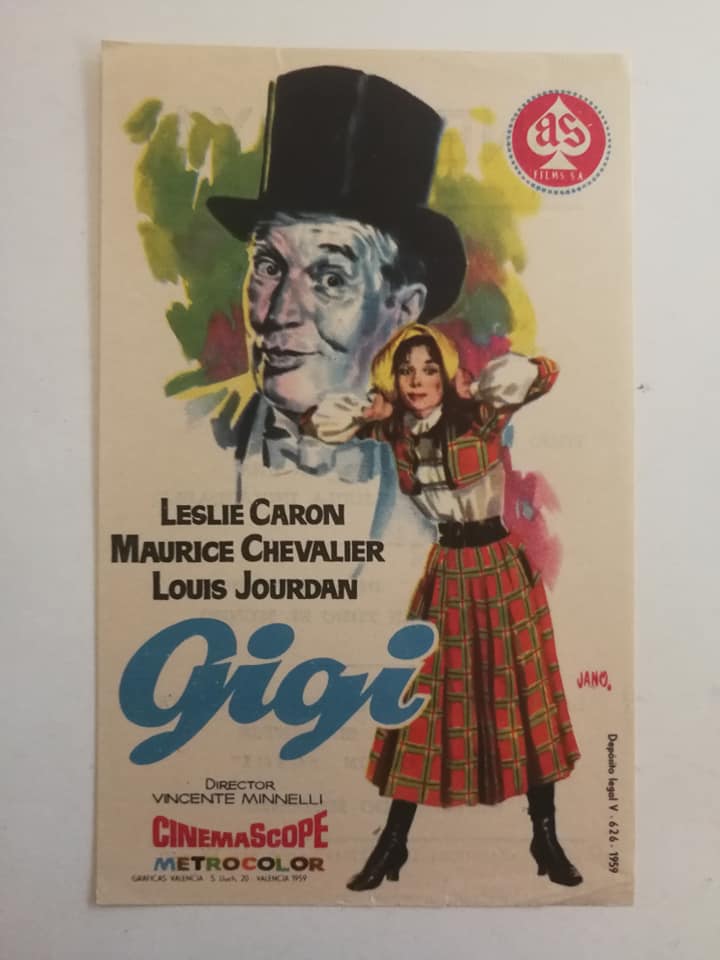 as
FILMS S.A
LESLIE CARON
MAURICE CHEVALIER
LOUIS JOURDAN
Gigi
JANO.
DIRECTOR
VINCENTE MINNELLI
CINEMASCOPE
METROCOLOR
GRAFICAS VALENCIA - S. Lluch, 20 - VALENCIA 1959
Depósito legal V - 626 - 1959